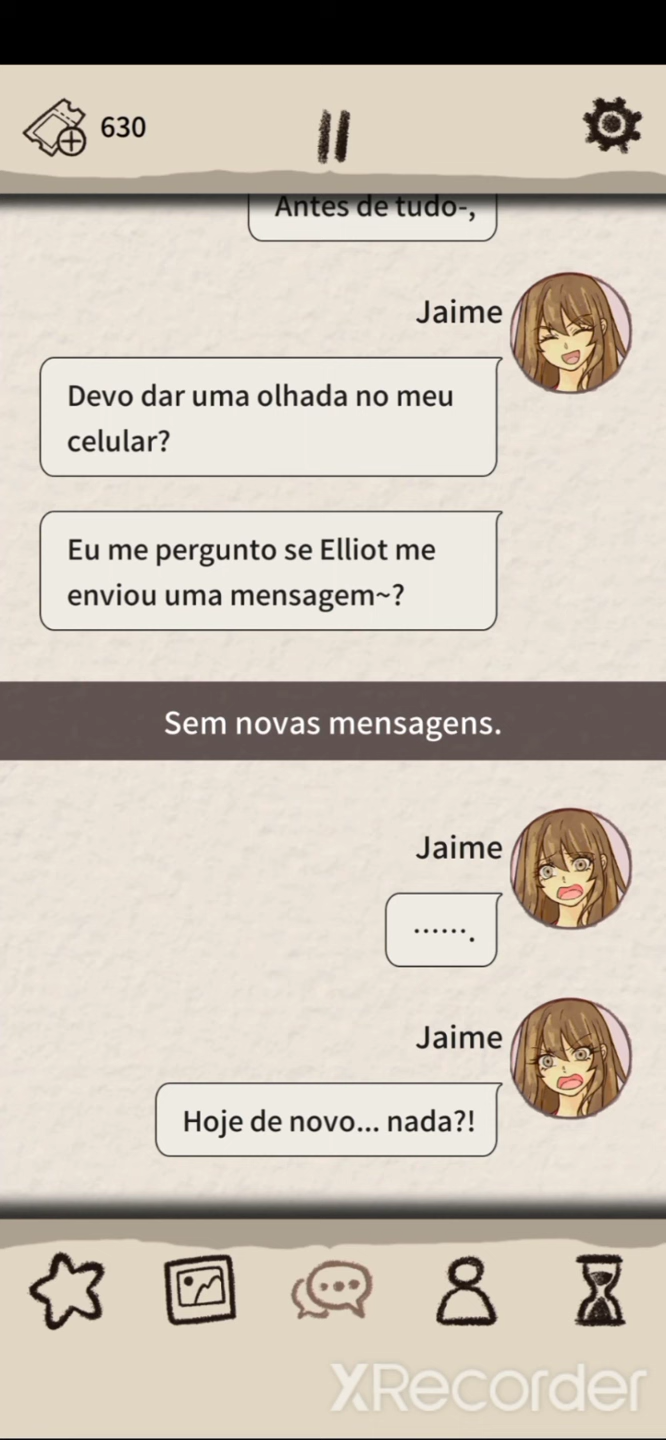 630
Antes de tudo-,
Jaime
Devo dar uma olhada no meu
celular?
Eu me pergunto se Elliot me
enviou uma mensagem~?
Sem novas mensagens.
Jaime
······.
Jaime
Hoje de novo... nada?!
XRecorder